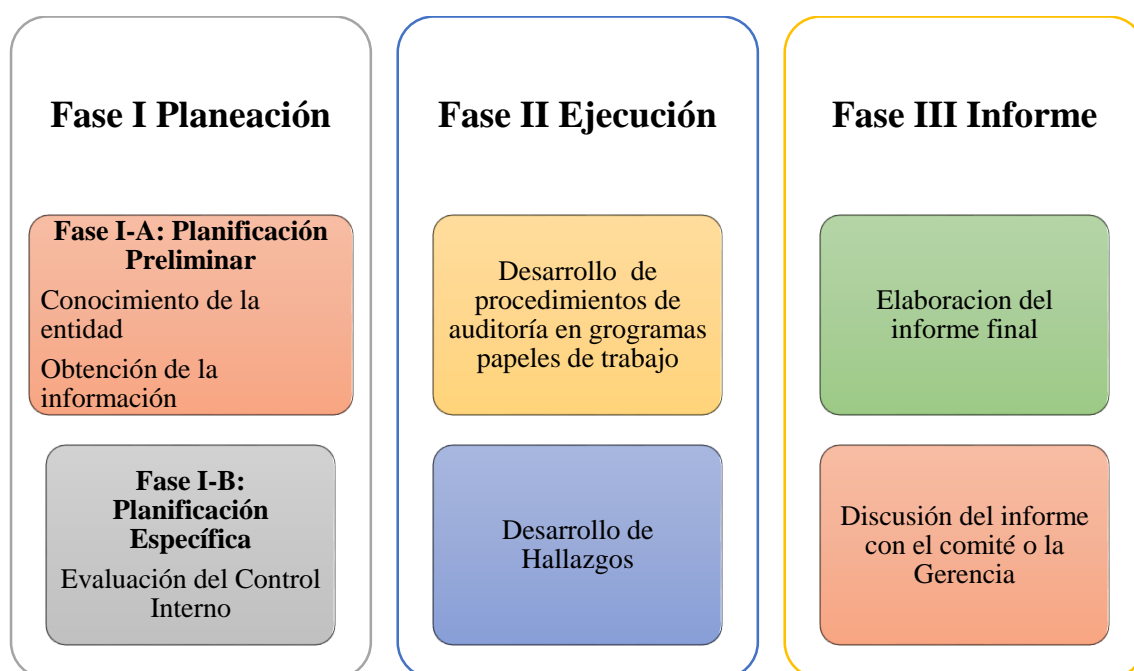 Fase I Planeación
Fase I-A: Planificación
Preliminar
Conocimiento de la
entidad
Obtención de la
información
Fase I-B:
Planificación
Específica
Evaluación del Control
Interno
Fase II Ejecución
Desarrollo de
procedimientos de
auditoría en grogramas
papeles de trabajo
Desarrollo de
Hallazgos
Fase III Informe
Elaboracion del
informe final
Discusión del informe
con el comité o la
Gerencia